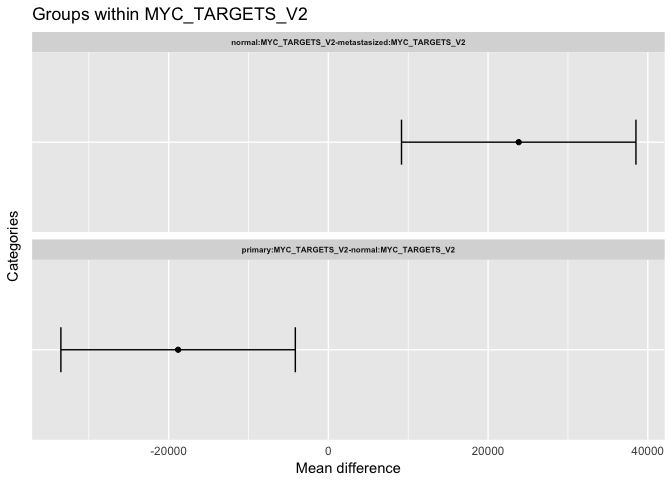 Groups within MYC_TARGETS_V2
normal:MYC_TARGETS_V2-metastasized:MYC_TARGETS_V2
Categories
primary:MYC_TARGETS_V2-normal:MYC_TARGETS_V2
-20000 0 20000 40000
Mean difference